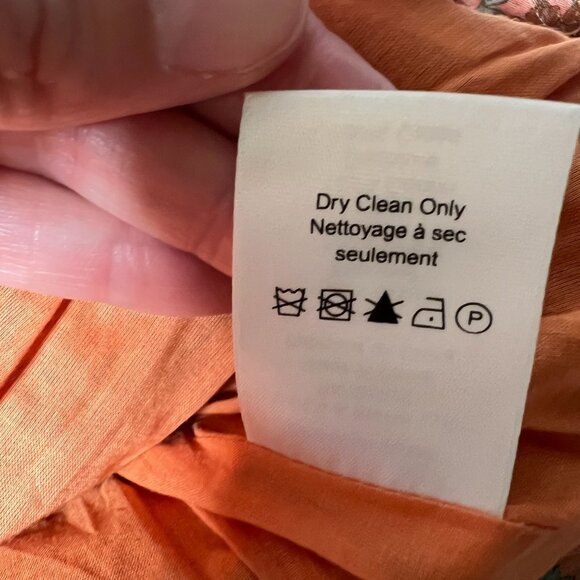 Dry Clean Only
Nettoyage à sec
seulement
P